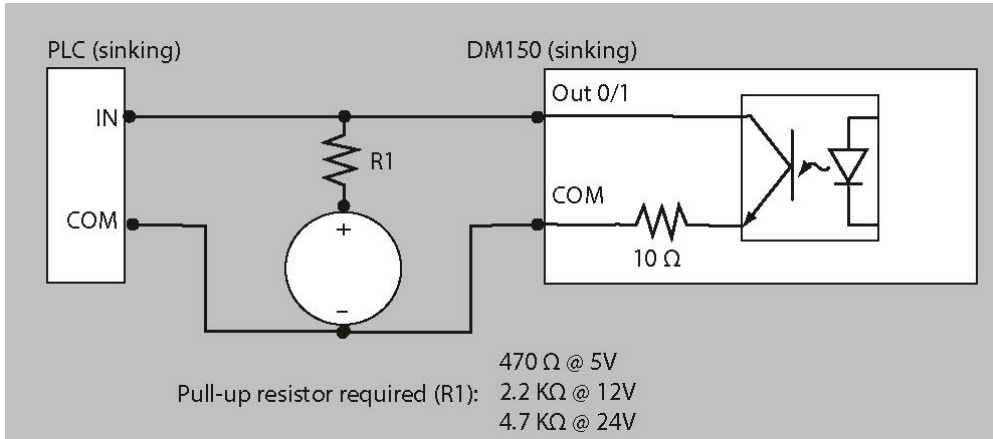 PLC (sinking)
DM150 (sinking)
IN
COM
R1
+
–
Out 0/1
COM
10 Ω
Pull-up resistor required (R1):
470 Ω @ 5V
2.2 KΩ @ 12V
4.7 KΩ @ 24V